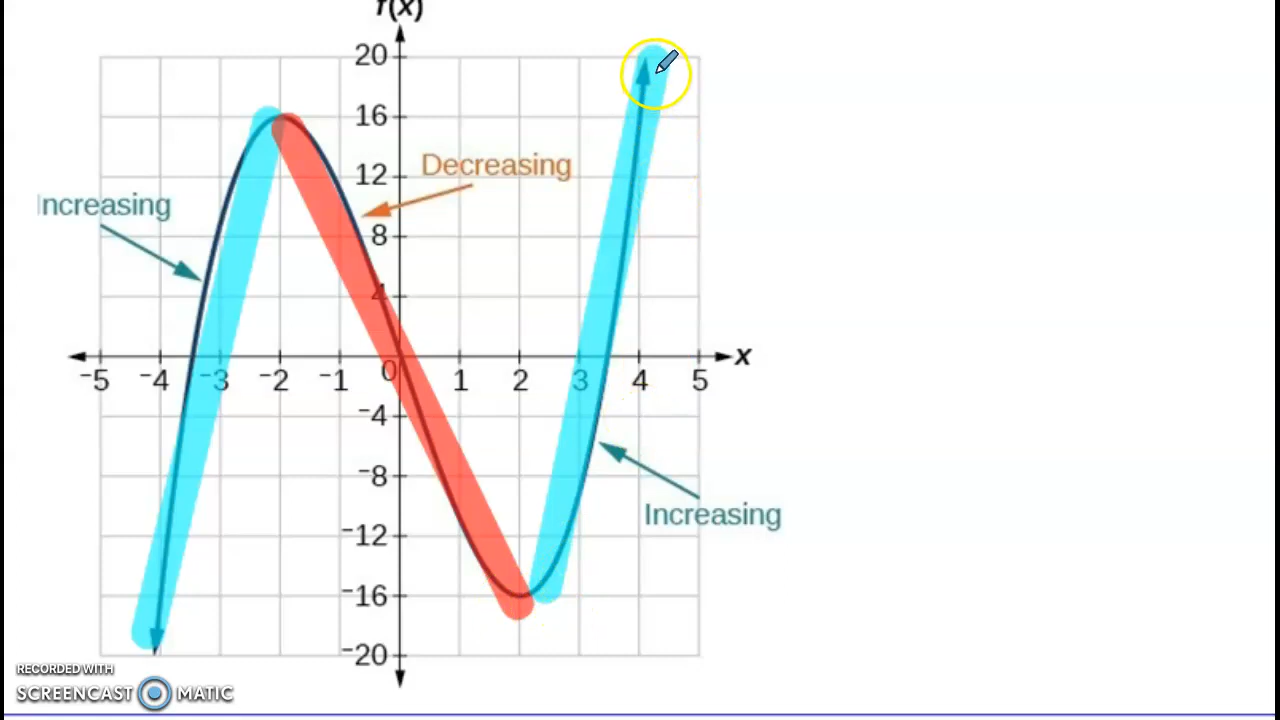 f(x)
20
16
Decreasing
12
Increasing
8
4
0
x
−5 −4 −3 −2 −1 1 2 3 4 5
−4
−8
Increasing
−12
−16
−20
RECORDED WITH
SCREENCAST MATIC